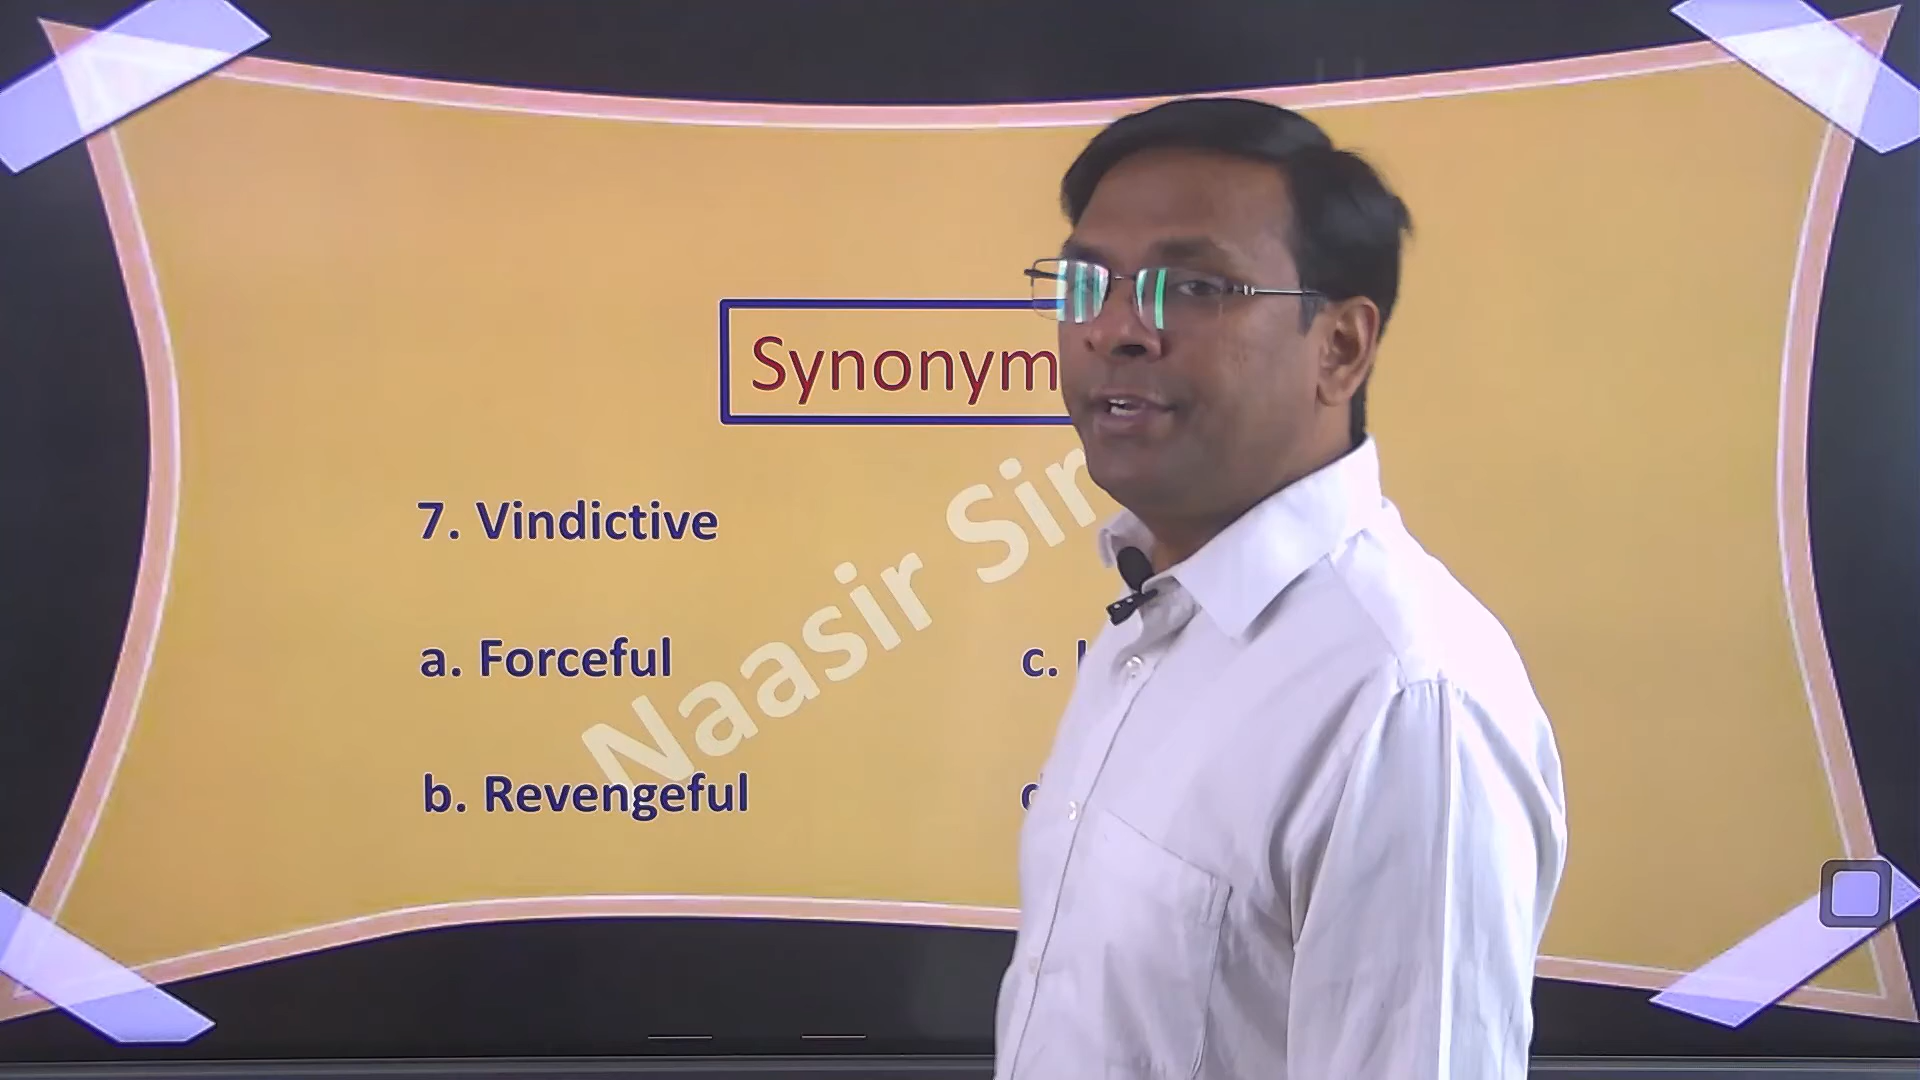 Synonym
7. Vindictive
Naasir Sir
a. Forceful
c.
b. Revengeful